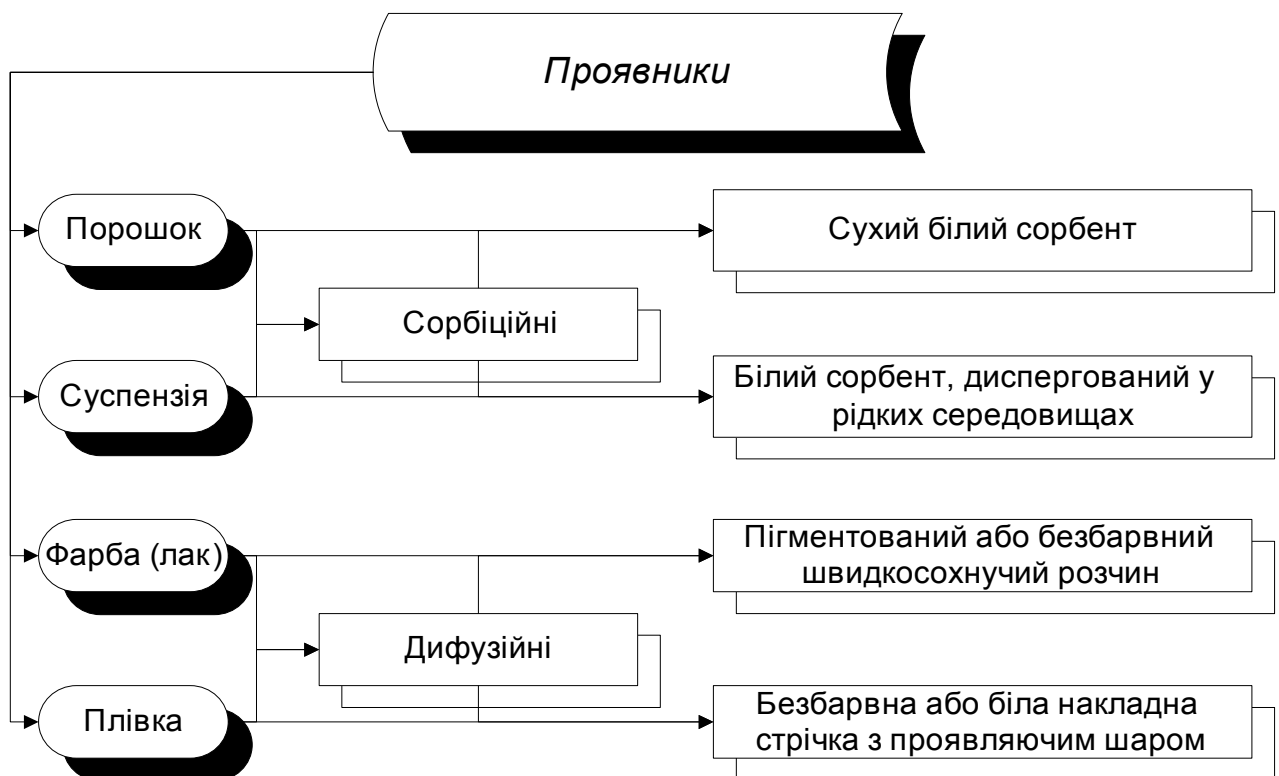 Проявники
Порошок
Сухий білий сорбент
Сорбіційні
Суспензія
Білий сорбент, диспергований у
рідких середовищах
Фарба (лак)
Пігментований або безбарвний
швидкосохнучий розчин
Дифузійні
Плівка
Безбарвна або біла накладна
стрічка з проявляючим шаром